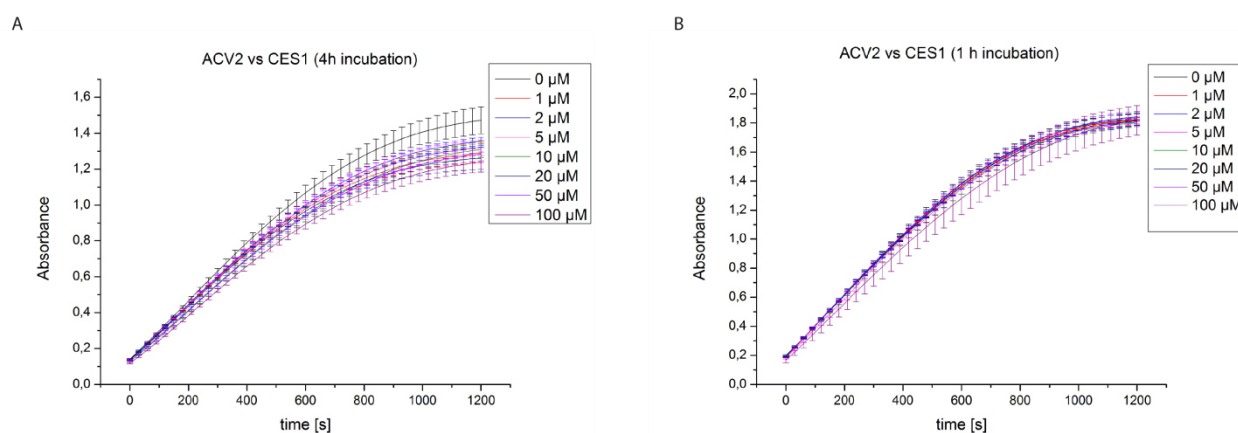 A
ACV2 vs CES1 (4h incubation)
Absorbance
1,6
1,4
1,2
1,0
0,8
0,6
0,4
0,2
0,0
0 200 400 600 800 1000 1200
time [s]
0 µM
1 µM
2 µM
5 µM
10 µM
20 µM
50 µM
100 µM
B
ACV2 vs CES1 (1 h incubation)
Absorbance
2,0
1,8
1,6
1,4
1,2
1,0
0,8
0,6
0,4
0,2
0,0
0 200 400 600 800 1000 1200
time [s]
0 µM
1 µM
2 µM
5 µM
10 µM
20 µM
50 µM
100 µM